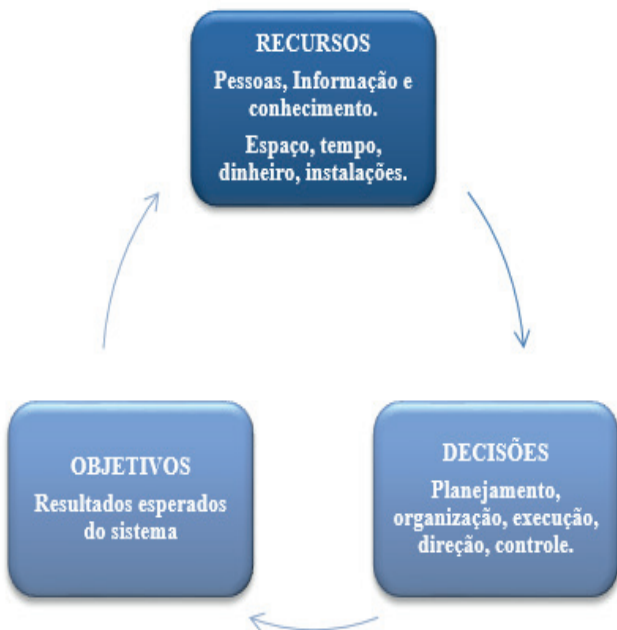 RECURSOS
Pessoas, Informação e
conhecimento.
Espaço, tempo,
dinheiro, instalações.
DECISÕES
Planejamento,
organização, execução,
direção, controle.
OBJETIVOS
Resultados esperados
do sistema